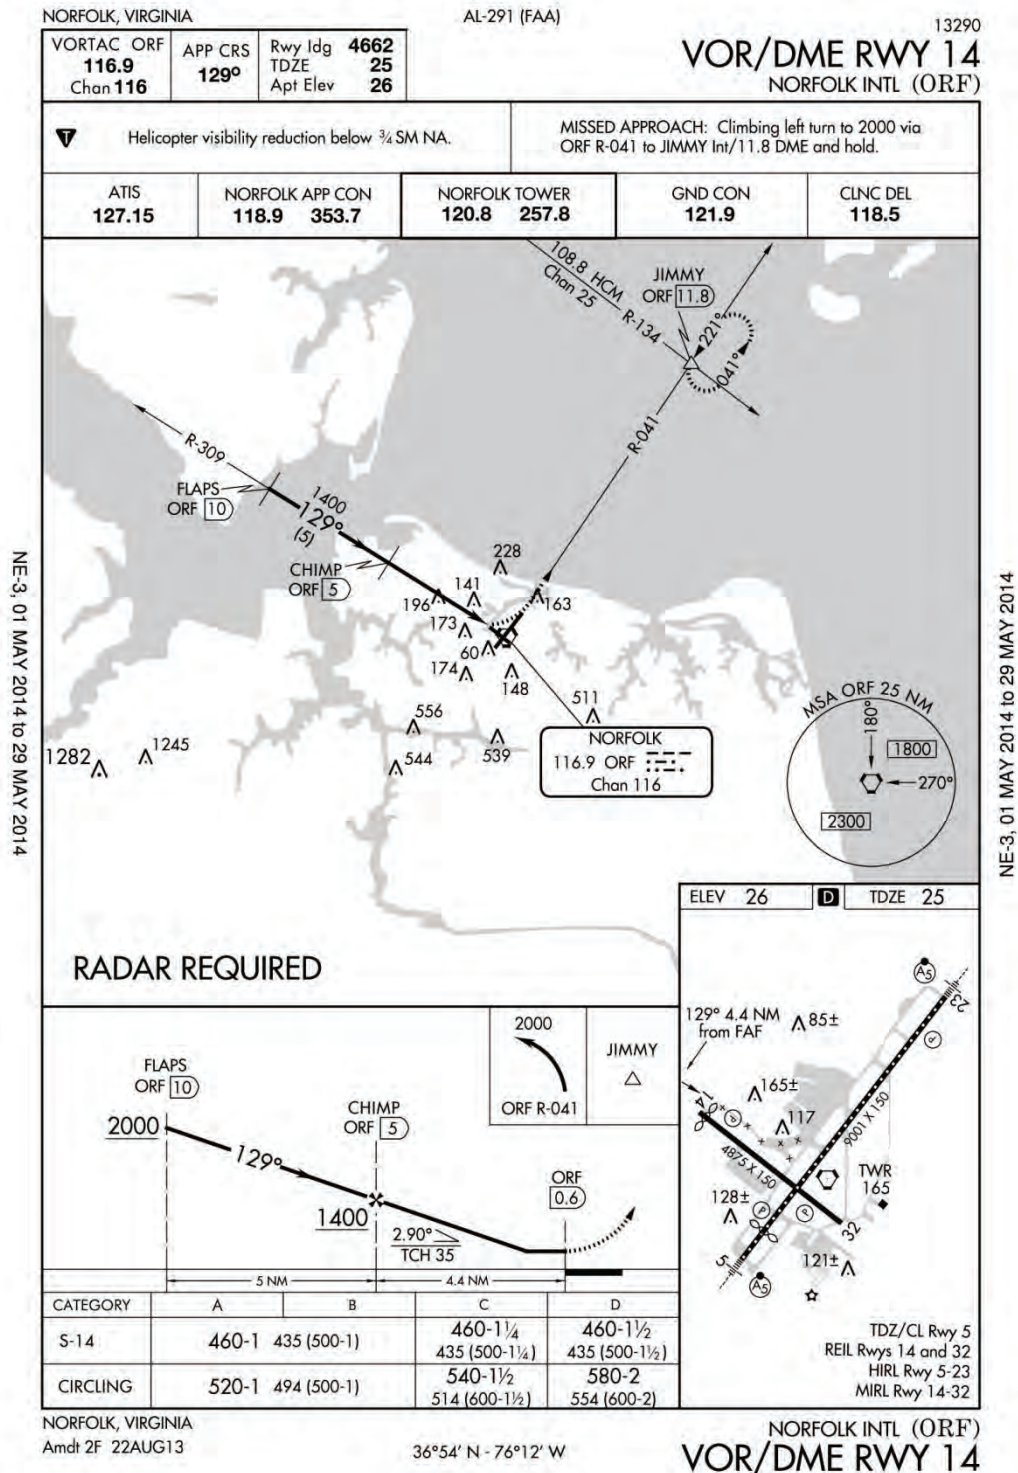 NORFOLK, VIRGINIA
AL-291 (FAA)
13290
VORTAC ORF
116.9
Chan 116
APP CRS
129°
Rwy ldg 4662
TDZE 25
Apt Elev 26
VOR/DME RWY 14
NORFOLK INTL (ORF)
T
Helicopter visibility reduction below ¾ SM NA.
MISSED APPROACH: Climbing left turn to 2000 via
ORF R-041 to JIMMY Int/11.8 DME and hold.
ATIS
127.15
NORFOLK APP CON
118.9 353.7
NORFOLK TOWER
120.8 257.8
GND CON
121.9
CLNC DEL
118.5
108.8 HCM
Chan 25
R-134
JIMMY
ORF 11.8
221°
041°
R-041
R-309
FLAPS
ORF 10
1400
129°
(5)
CHIMP
ORF 5
228
141
196
163
173
60
174
148
511
556
539
544
1245
1282
NORFOLK
116.9 ORF
Chan 116
MSA ORF 25 NM
180°
1800
270°
2300
NE-3, 01 MAY 2014 to 29 MAY 2014
NE-3, 01 MAY 2014 to 29 MAY 2014
RADAR REQUIRED
ELEV 26
D
TDZE 25
A5
23
129° 4.4 NM
from FAF
85±
P
165±
14
P
117
9001 X 150
4875 X 150
TWR
165
128±
P
P
32
5
121±
A5
TDZ/CL Rwy 5
REIL Rwys 14 and 32
HIRL Rwy 5-23
MIRL Rwy 14-32
2000
ORF R-041
JIMMY
FLAPS
ORF 10
2000
129°
CHIMP
ORF 5
1400
2.90°
TCH 35
ORF
0.6
5 NM
4.4 NM
CATEGORY A B C D
S-14 460-1 435 (500-1) 460-1¼ 435 (500-1¼) 460-1½ 435 (500-1½)
CIRCLING 520-1 494 (500-1) 540-1½ 514 (600-1½) 580-2 554 (600-2)
NORFOLK, VIRGINIA
Amdt 2F 22AUG13
36°54' N - 76°12' W
NORFOLK INTL (ORF)
VOR/DME RWY 14